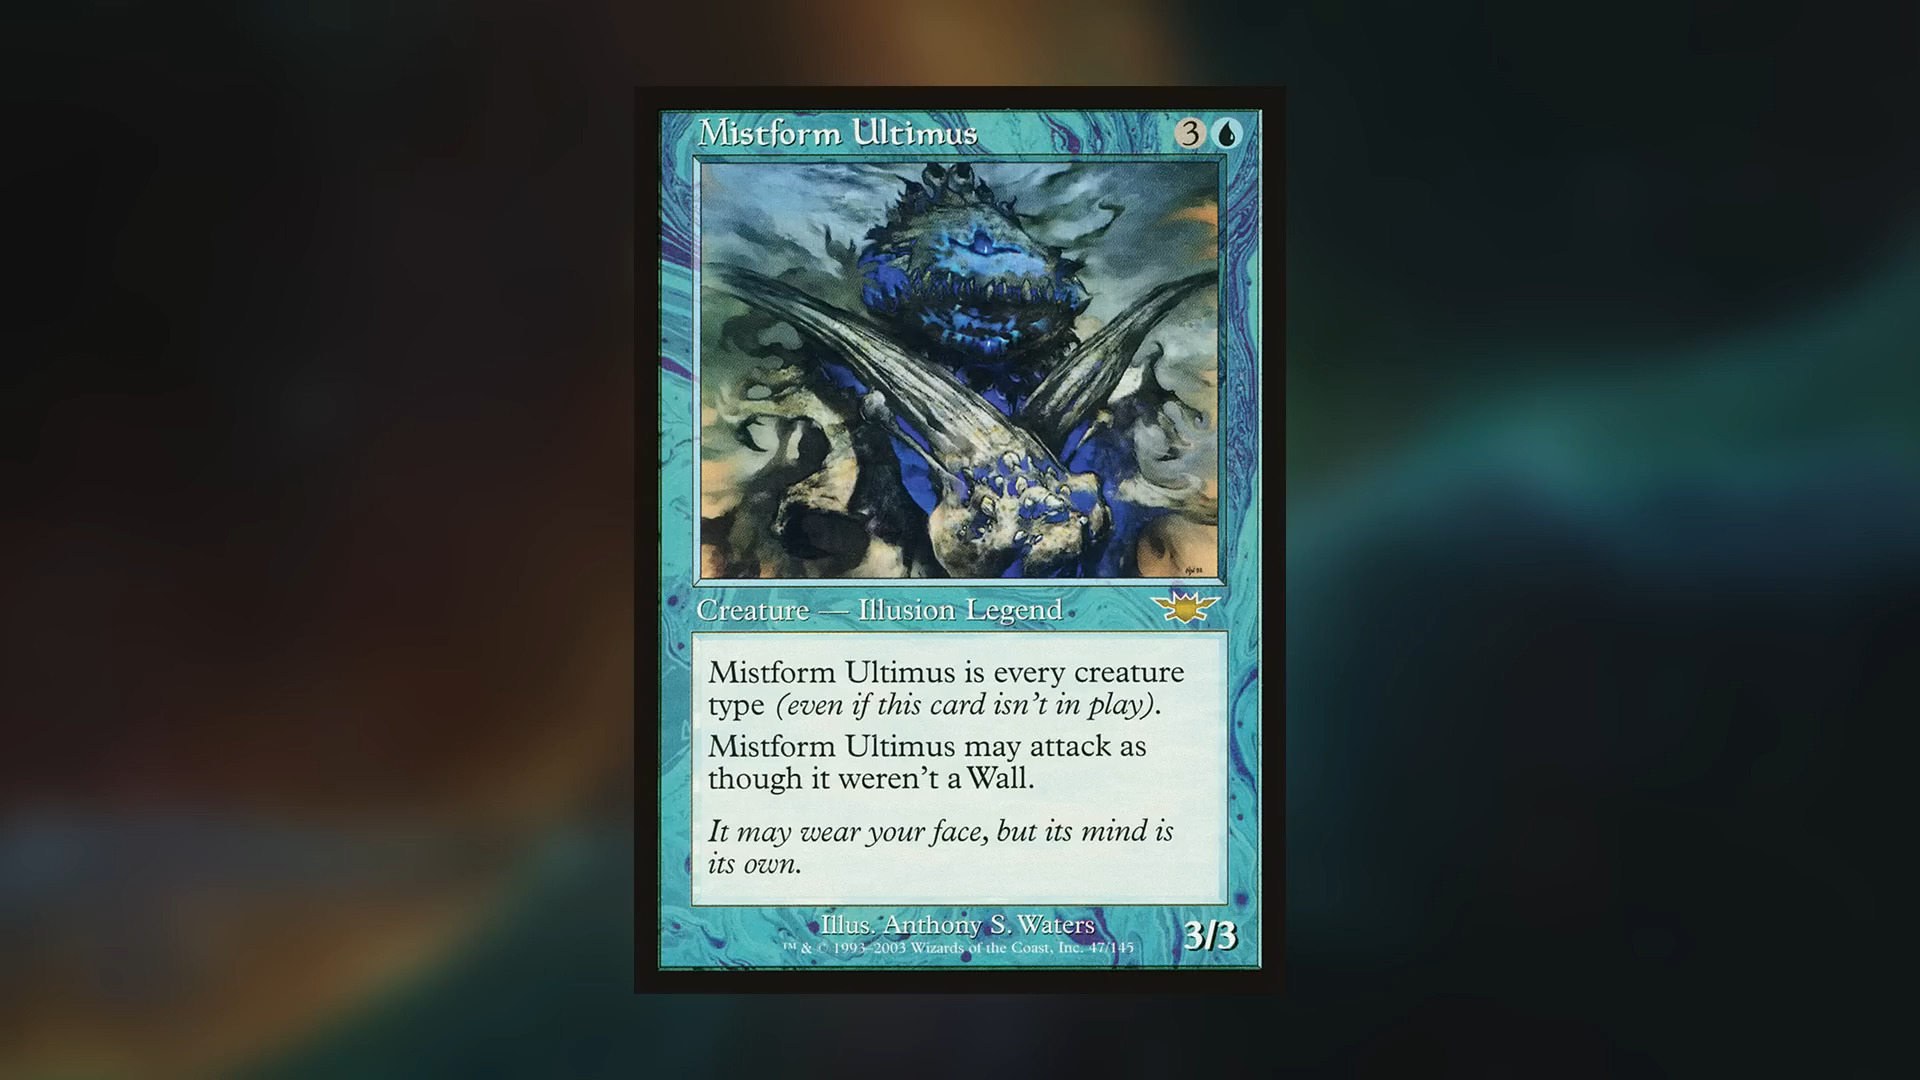 Mistform Ultimus
3
Creature — Illusion Legend
Mistform Ultimus is every creature
type (even if this card isn't in play).
Mistform Ultimus may attack as
though it weren't a Wall.
It may wear your face, but its mind is
its own.
Illus. Anthony S. Waters
™ & © 1993–2003 Wizards of the Coast, Inc. 47/145
3/3